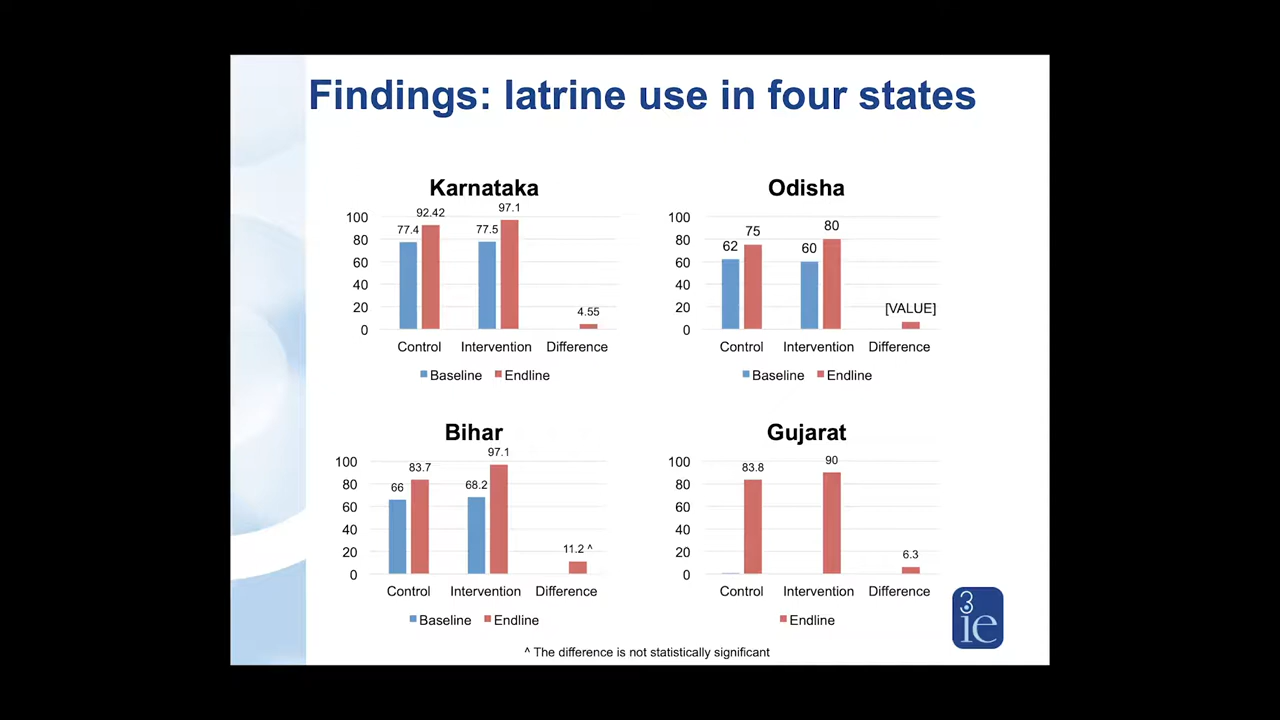 Findings: latrine use in four states
Karnataka
100
80
60
40
20
0
77.4
92.42
77.5
97.1
4.55
Control Intervention Difference
Baseline Endline
Odisha
100
80
60
40
20
0
62
75
60
80
[VALUE]
Control Intervention Difference
Baseline Endline
Bihar
100
80
60
40
20
0
66
83.7
68.2
97.1
11.2 ^
Control Intervention Difference
Baseline Endline
Gujarat
100
80
60
40
20
0
83.8
90
6.3
Control Intervention Difference
Endline
^ The difference is not statistically significant
3
ie